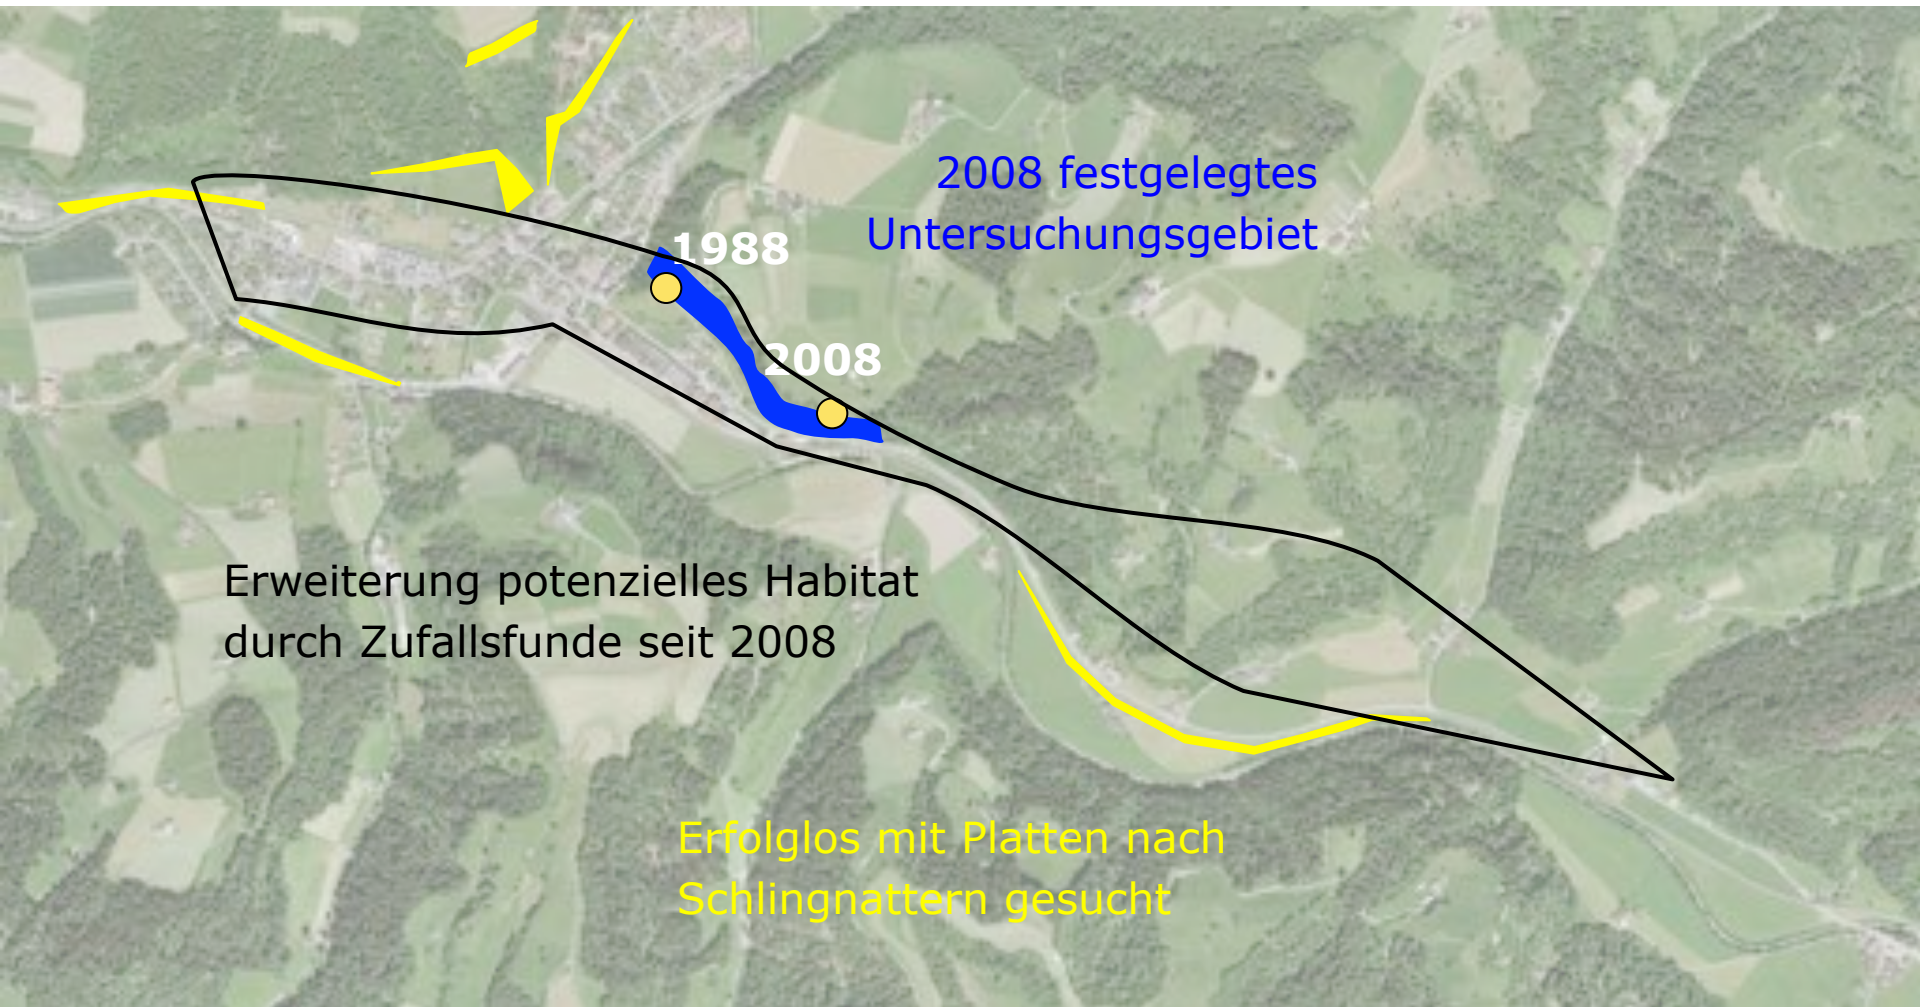 2008 festgelegtes
Untersuchungsgebiet
1988
2008
Erweiterung potenzielles Habitat
durch Zufallsfunde seit 2008
Erfolglos mit Platten nach
Schlingnattern gesucht